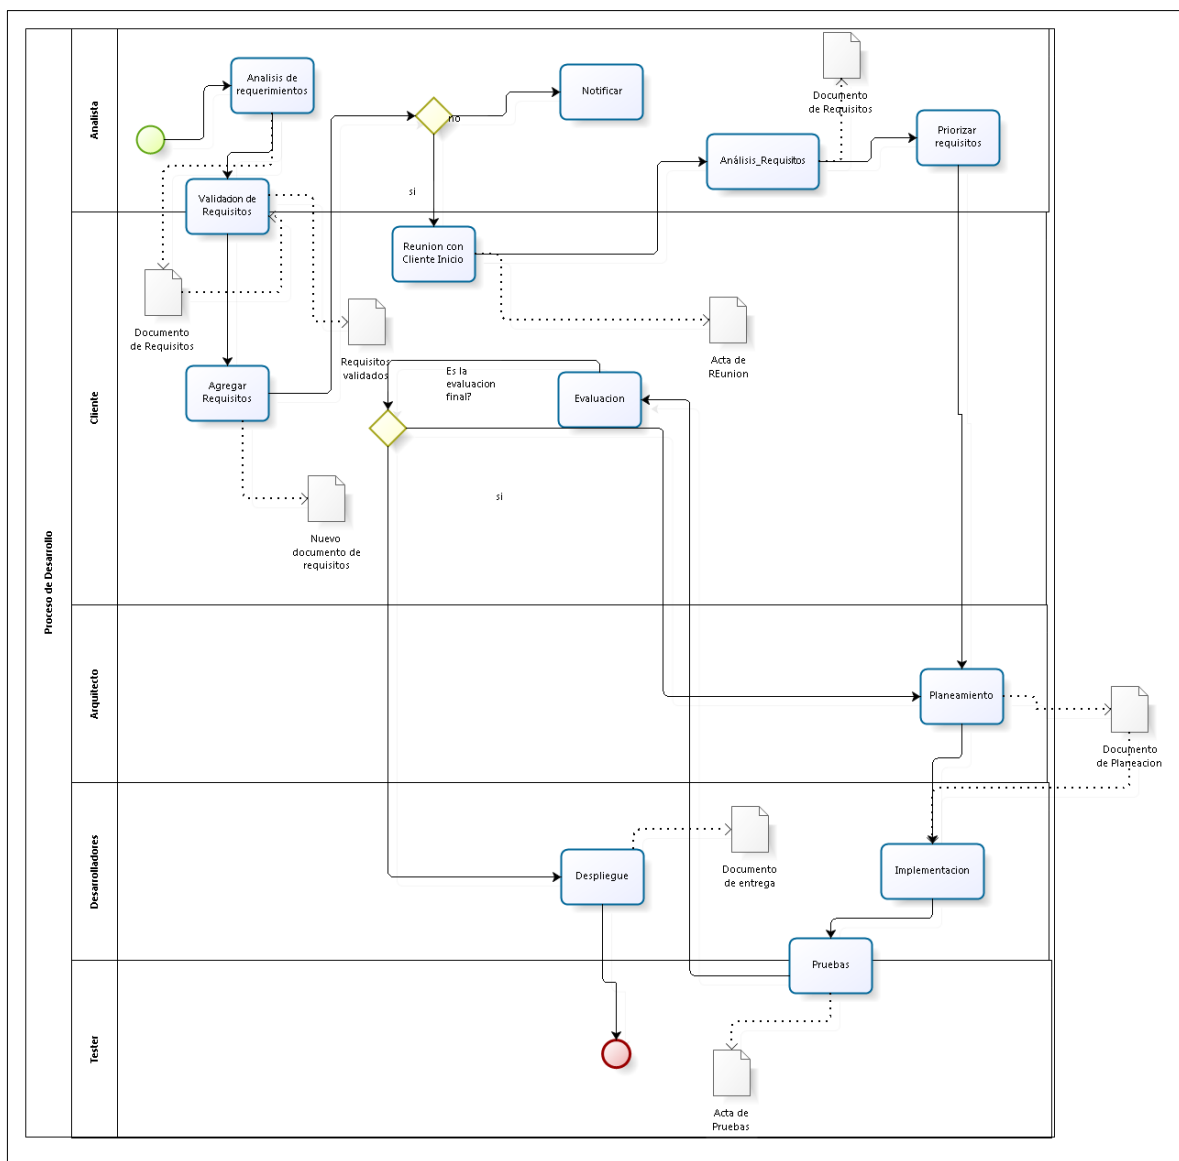 Proceso de Desarrollo
Analista
Analisis de
requerimientos
Notificar
no
Documento
de Requisitos
Priorizar
requisitos
Análisis_Requisitos
Validadon de
Requisitos
si
Cliente
Reunion con
Cliente Inicio
Documento
de Requisitos
Requisitos
validados
Acta de
REunion
Agregar
Requisitos
Es la
evaluacion
final?
Evaluacion
si
Nuevo
documento de
requisitos
Arquitecto
Planeamiento
Documento
de Planeacion
Desarrolladores
Despliegue
Documento
de entrega
Implementacion
Pruebas
Tester
Acta de
Pruebas